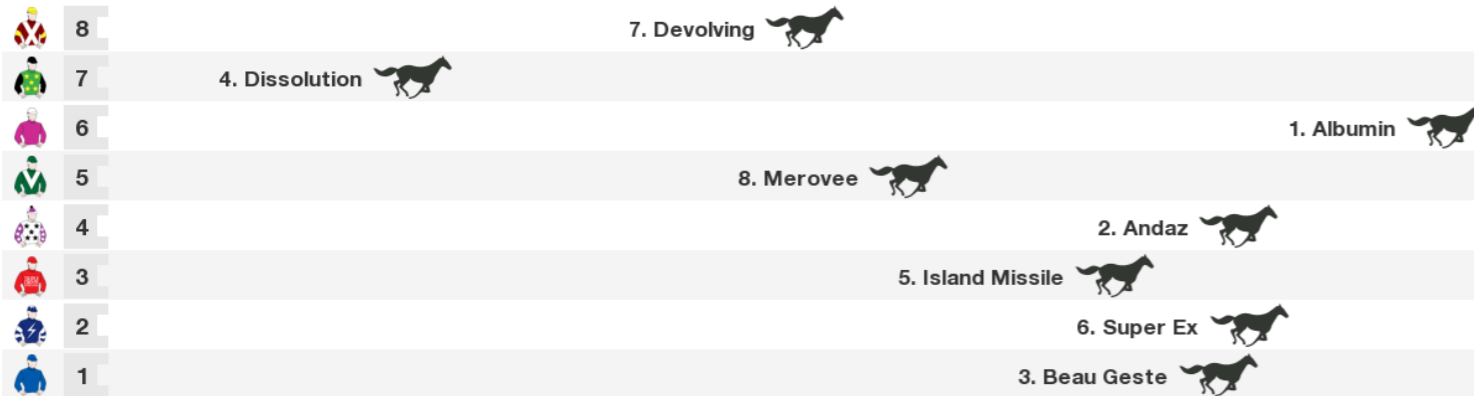 8 7. Devolving
7 4. Dissolution
6 1. Albumin
5 8. Merovee
4 2. Andaz
3 5. Island Missile
2 6. Super Ex
1 3. Beau Geste